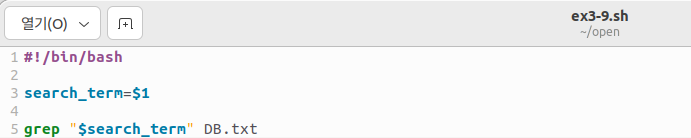 열기(O)
ex3-9.sh
~/open
1 #!/bin/bash
2
3 search_term=$1
4
5 grep "$search_term" DB.txt